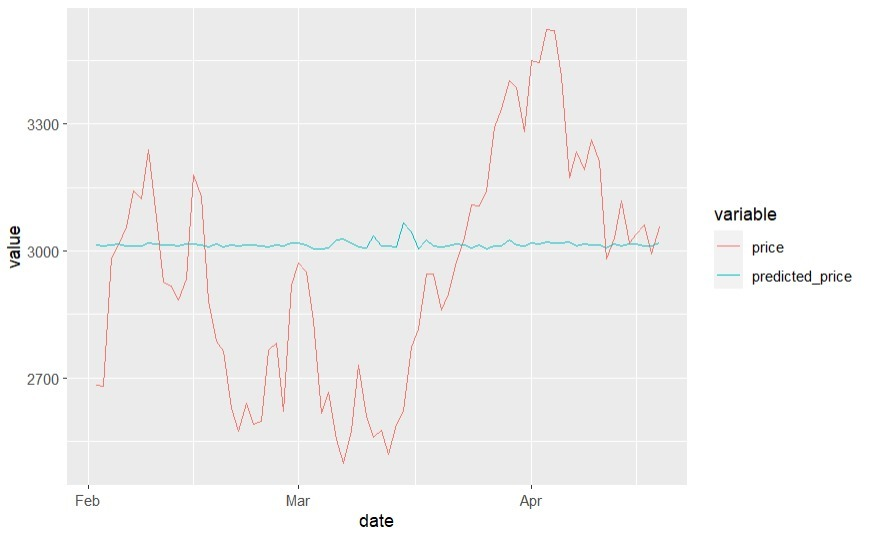 value
3300
3000
2700
Feb
Mar
Apr
date
variable
price
predicted_price